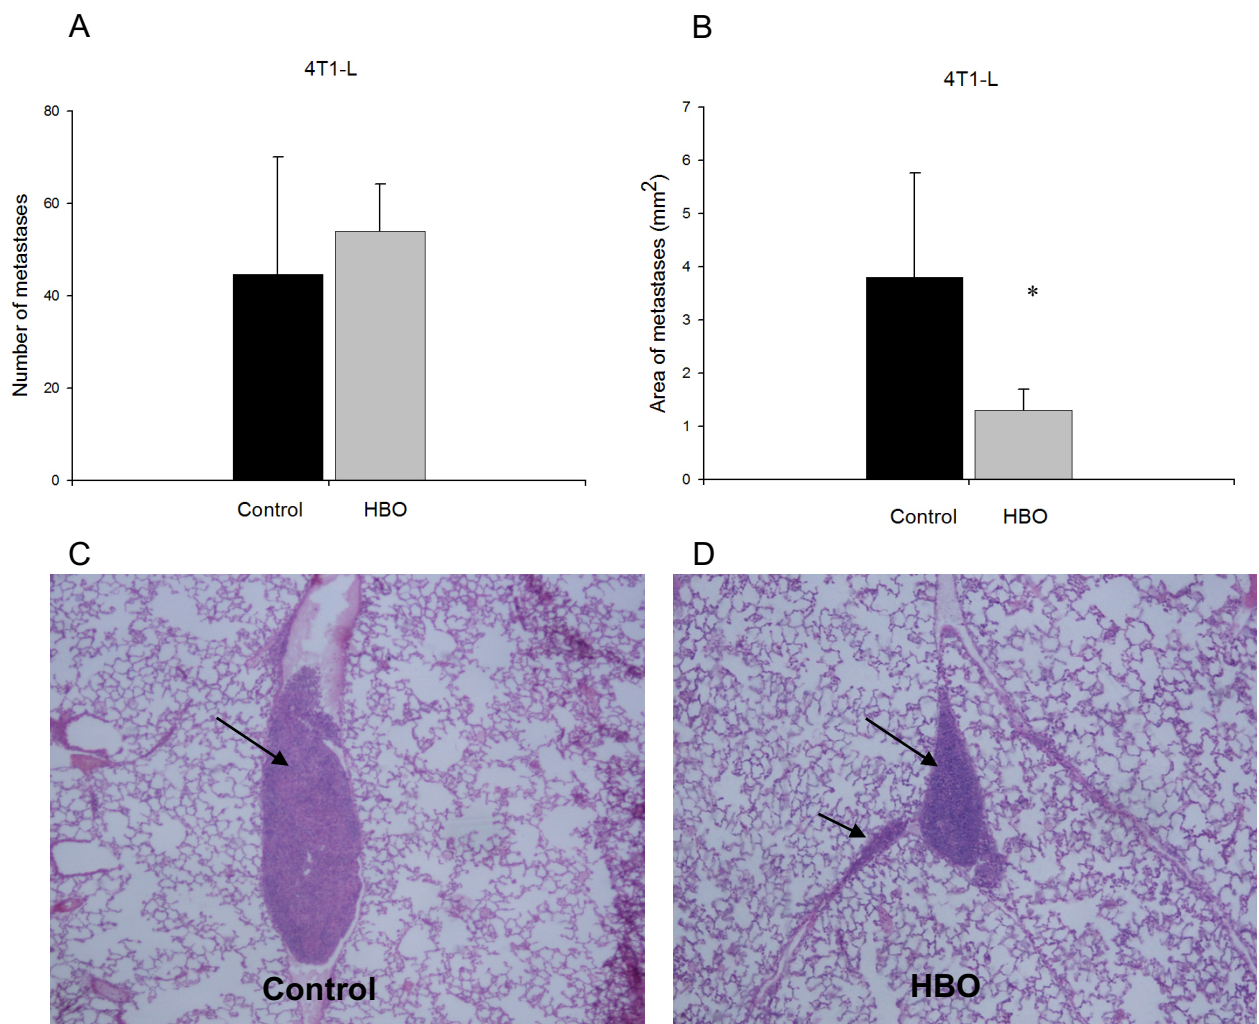 A
4T1-L
Number of metastases
80
60
40
20
0
Control HBO
B
4T1-L
Area of metastases (mm²)
7
6
5
4
3
2
1
0
*
Control HBO
C
Control
D
HBO